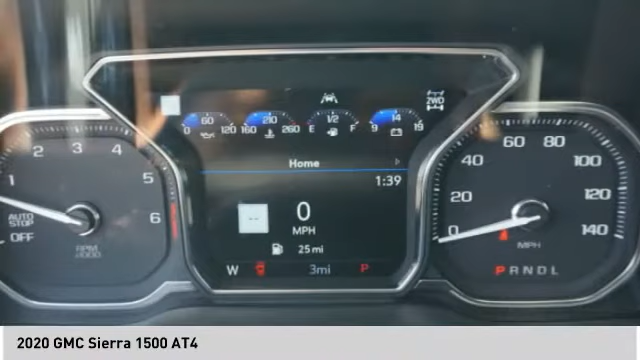 1 2 3 4 5 6
AUTO STOP
OFF
RPM
x1000
0 60 120
160 210 260
E 1/2 F
9 14 19
2WD
Home
1:39
--
0
MPH
25 mi
W 3mi P
0 20 40 60 80 100 120 140
MPH
PRNDL
2020 GMC Sierra 1500 AT4